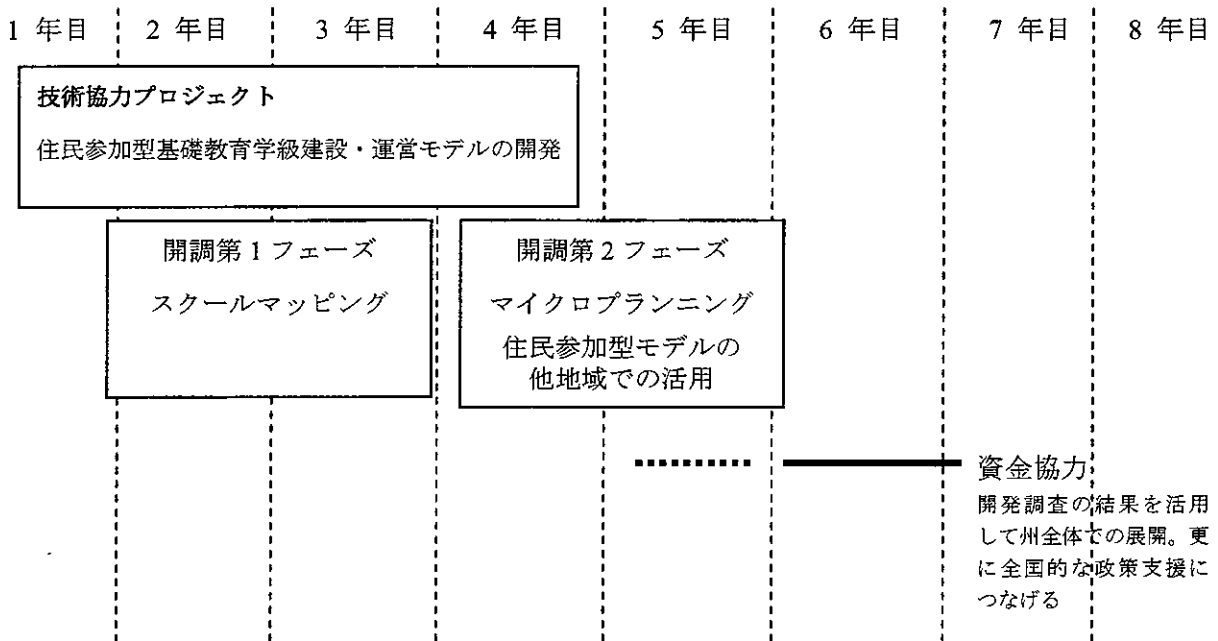 1 年目 2 年目 3 年目 4 年目 5 年目 6 年目 7 年目 8 年目
技術協力プロジェクト
住民参加型基礎教育学級建設・運営モデルの開発
開調第1フェーズ
スクールマッピング
開調第2フェーズ
マイクロプランニング
住民参加型モデルの
他地域での活用
資金協力
開発調査の結果を活用
して州全体での展開。更
に全国的な政策支援に
つなげる